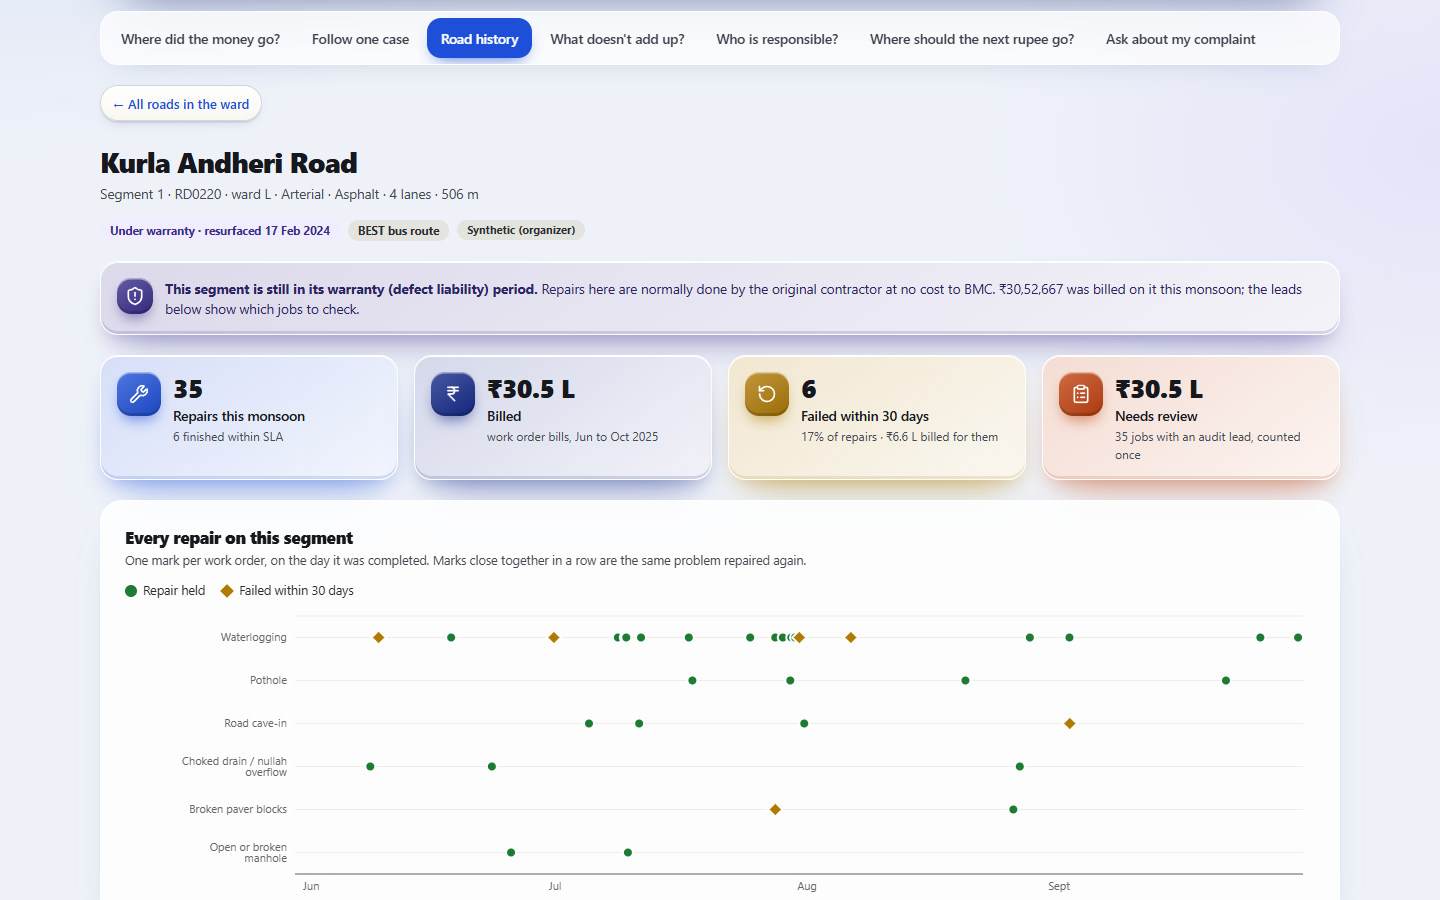 Where did the money go? Follow one case Road history What doesn't add up? Who is responsible? Where should the next rupee go? Ask about my complaint
← All roads in the ward
Kurla Andheri Road
Segment 1 · RD0220 · ward L · Arterial · Asphalt · 4 lanes · 506 m
Under warranty · resurfaced 17 Feb 2024 BEST bus route Synthetic (organizer)
This segment is still in its warranty (defect liability) period. Repairs here are normally done by the original contractor at no cost to BMC. ₹30,52,667 was billed on it this monsoon; the leads
below show which jobs to check.
35
Repairs this monsoon
6 finished within SLA
₹30.5 L
Billed
work order bills, Jun to Oct 2025
6
Failed within 30 days
17% of repairs · ₹6.6 L billed for them
₹30.5 L
Needs review
35 jobs with an audit lead, counted
once
Every repair on this segment
One mark per work order, on the day it was completed. Marks close together in a row are the same problem repaired again.
Repair held Failed within 30 days
Waterlogging
Pothole
Road cave-in
Choked drain / nullah
overflow
Broken paver blocks
Open or broken
manhole
Jun Jul Aug Sept